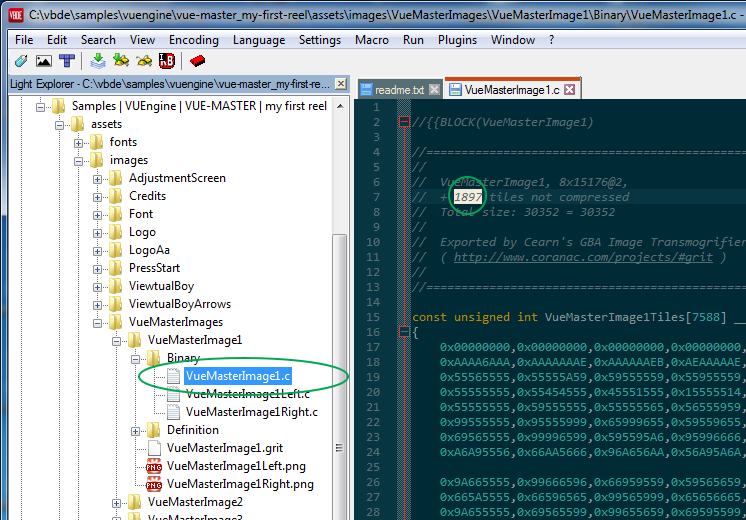 C:\vbde\samples\vuengine\vue-master_my-first-reel\assets\images\VueMasterImages\VueMasterImage1\Binary\VueMasterImage1.c -
File Edit Search View Encoding Language Settings Macro Run Plugins Window ?
Light Explorer - C:\vbde\samples\vuengine\vue-master_my-first-re...
Samples | VUEngine | VUE-MASTER | my first reel
assets
fonts
images
AdjustmentScreen
Credits
Font
Logo
LogoAa
PressStart
ViewtualBoy
ViewtualBoyArrows
VueMasterImages
VueMasterImage1
Binary
VueMasterImage1.c
VueMasterImage1Left.c
VueMasterImage1Right.c
Definition
VueMasterImage1.grit
VueMasterImage1Left.png
VueMasterImage1Right.png
VueMasterImage2
readme.txt VueMasterImage1.c
1
2 //{{BLOCK(VueMasterImage1)
3
4 //======================================================
5 //
6 // VueMasterImage1, 8x15176@2,
7 // + 1897 tiles not compressed
8 // Total size: 30352 = 30352
9 //
10 // Exported by Cearn's GBA Image Transmogrifier
11 // ( http://www.coranac.com/projects/#grit )
12 //
13 //======================================================
14
15 const unsigned int VueMasterImage1Tiles[7588] __
16 {
17 0x00000000,0x00000000,0x00000000,0x00000000,
18 0xAAAA6AAA,0xAAAAAAAE,0xAAAAAAEB,0xAEAAAAAE,
19 0x55565555,0x55555A59,0x59555559,0x55955559,
20 0x55555555,0x55454555,0x45551555,0x15555514,
21 0x55555555,0x59555555,0x55555565,0x56555959,
22 0x99555555,0x55555999,0x65999655,0x59955655,
23 0x69565555,0x99996599,0x595595A6,0x95996666,
24 0xA6A95556,0x66AA5666,0x96A656AA,0x56A95A6A,
25
26 0x9A665555,0x99666596,0x66959559,0x59565659,
27 0x665A5555,0x66596565,0x99565999,0x65656665,
28 0x9A655555,0x96599569,0x99565969,0x95666565,